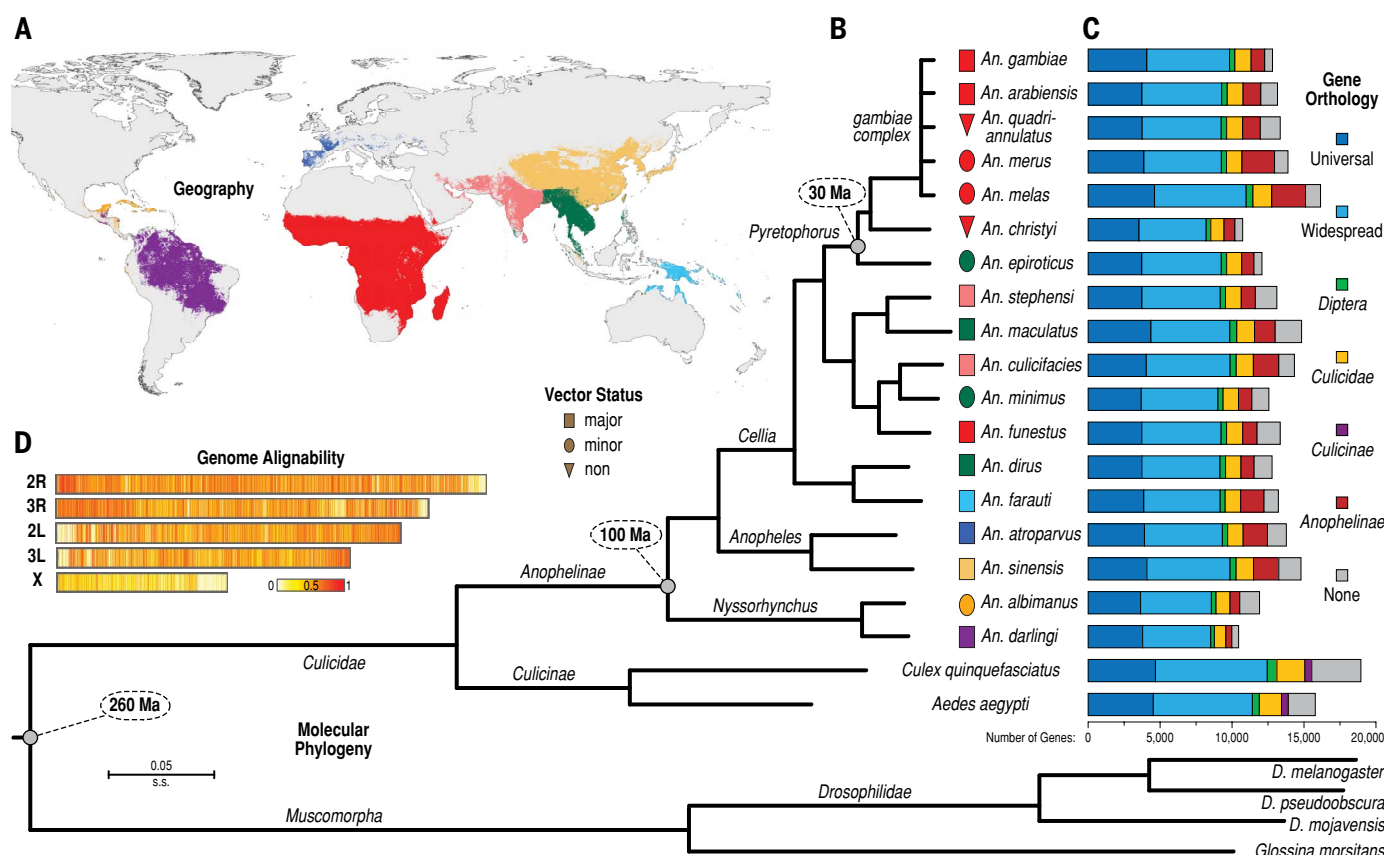 A
Geography
Vector Status
major
minor
non
B
gambiae
complex
30 Ma
Pyretophorus
Cellia
100 Ma
Anopheles
Anophelinae
Nyssorhynchus
Culicidae
Culicinae
260 Ma
Molecular
Phylogeny
0.05
s.s.
Muscomorpha
Drosophilidae
An. gambiae
An. arabiensis
An. quadri-
annulatus
An. merus
An. melas
An. christyi
An. epiroticus
An. stephensi
An. maculatus
An. culicifacies
An. minimus
An. funestus
An. dirus
An. farauti
An. atroparvus
An. sinensis
An. albimanus
An. darlingi
Culex quinquefasciatus
Aedes aegypti
D. melanogaster
D. pseudoobscura
D. mojavensis
Glossina morsitans
C
Gene
Orthology
Universal
Widespread
Diptera
Culicidae
Culicinae
Anophelinae
None
Number of Genes: 0 5,000 10,000 15,000 20,000
D
Genome Alignability
2R
3R
2L
3L
X
0 0.5 1